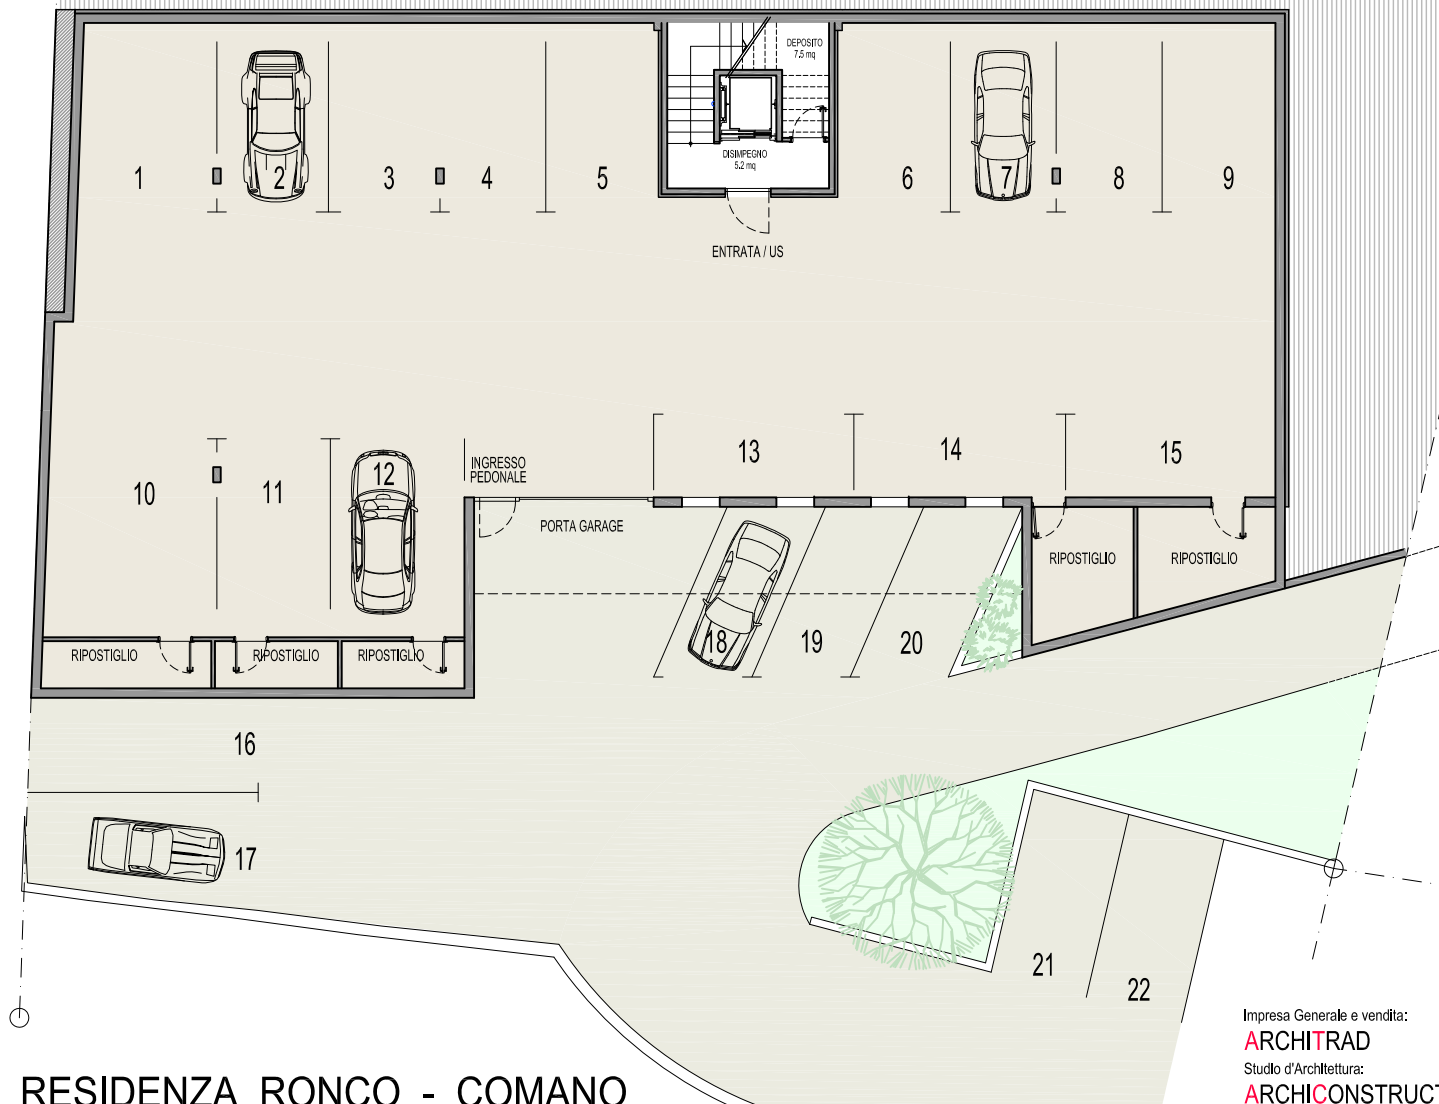 DEPOSITO
7.5 mq
DISIMPEGNO
5.2 mq
1
2
3
4
5
6
7
8
9
ENTRATA / US
10
11
12
INGRESSO
PEDONALE
13
14
15
PORTA GARAGE
RIPOSTIGLIO
RIPOSTIGLIO
RIPOSTIGLIO
RIPOSTIGLIO
RIPOSTIGLIO
18
19
20
16
17
21
22
Impresa Generale e vendita:
ARCHITRAD
Studio d'Architettura:
ARCHICONSULT
RESIDENZA RONCO - COMANO